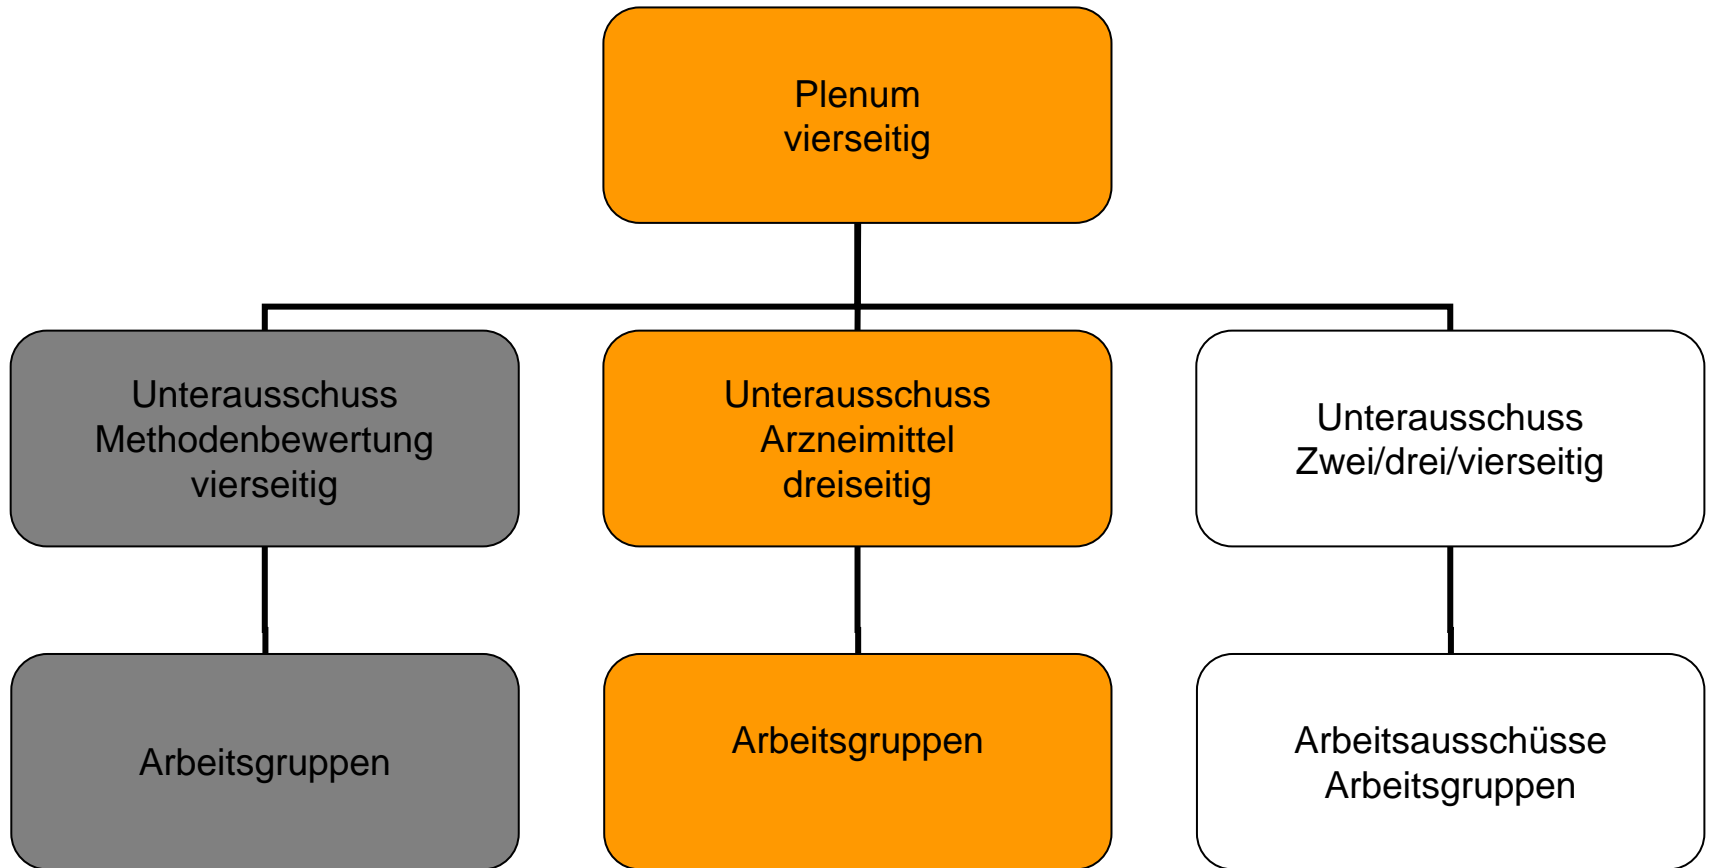 Plenum
vierseitig
Unterausschuss
Methodenbewertung
vierseitig
Unterausschuss
Arzneimittel
dreiseitig
Unterausschuss
Zwei/drei/vierseitig
Arbeitsgruppen
Arbeitsgruppen
Arbeitsausschüsse
Arbeitsgruppen